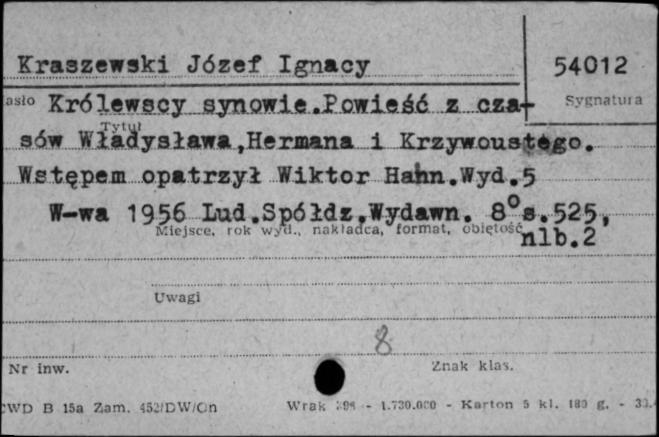 Kraszewski Józef Ignacy 54012
asło Królewscy synowie.Powieść z cza- Sygnatura
Tytuł
sów Władysława,Hermana i Krzywoustego.
Wstępem opatrzył Wiktor Hahn.Wyd.5
W-wa 1956 Lud.Spółdz.Wydawn. 8°s.525,
Miejsce, rok wyd., nakładca, format, objętość
nlb.2
Uwagi
8
Nr inw. Znak klas.
CWD B 15a Zam. 452/DW/On Wrak - 1.730.000 - Karton 5 kl. 180 g. -